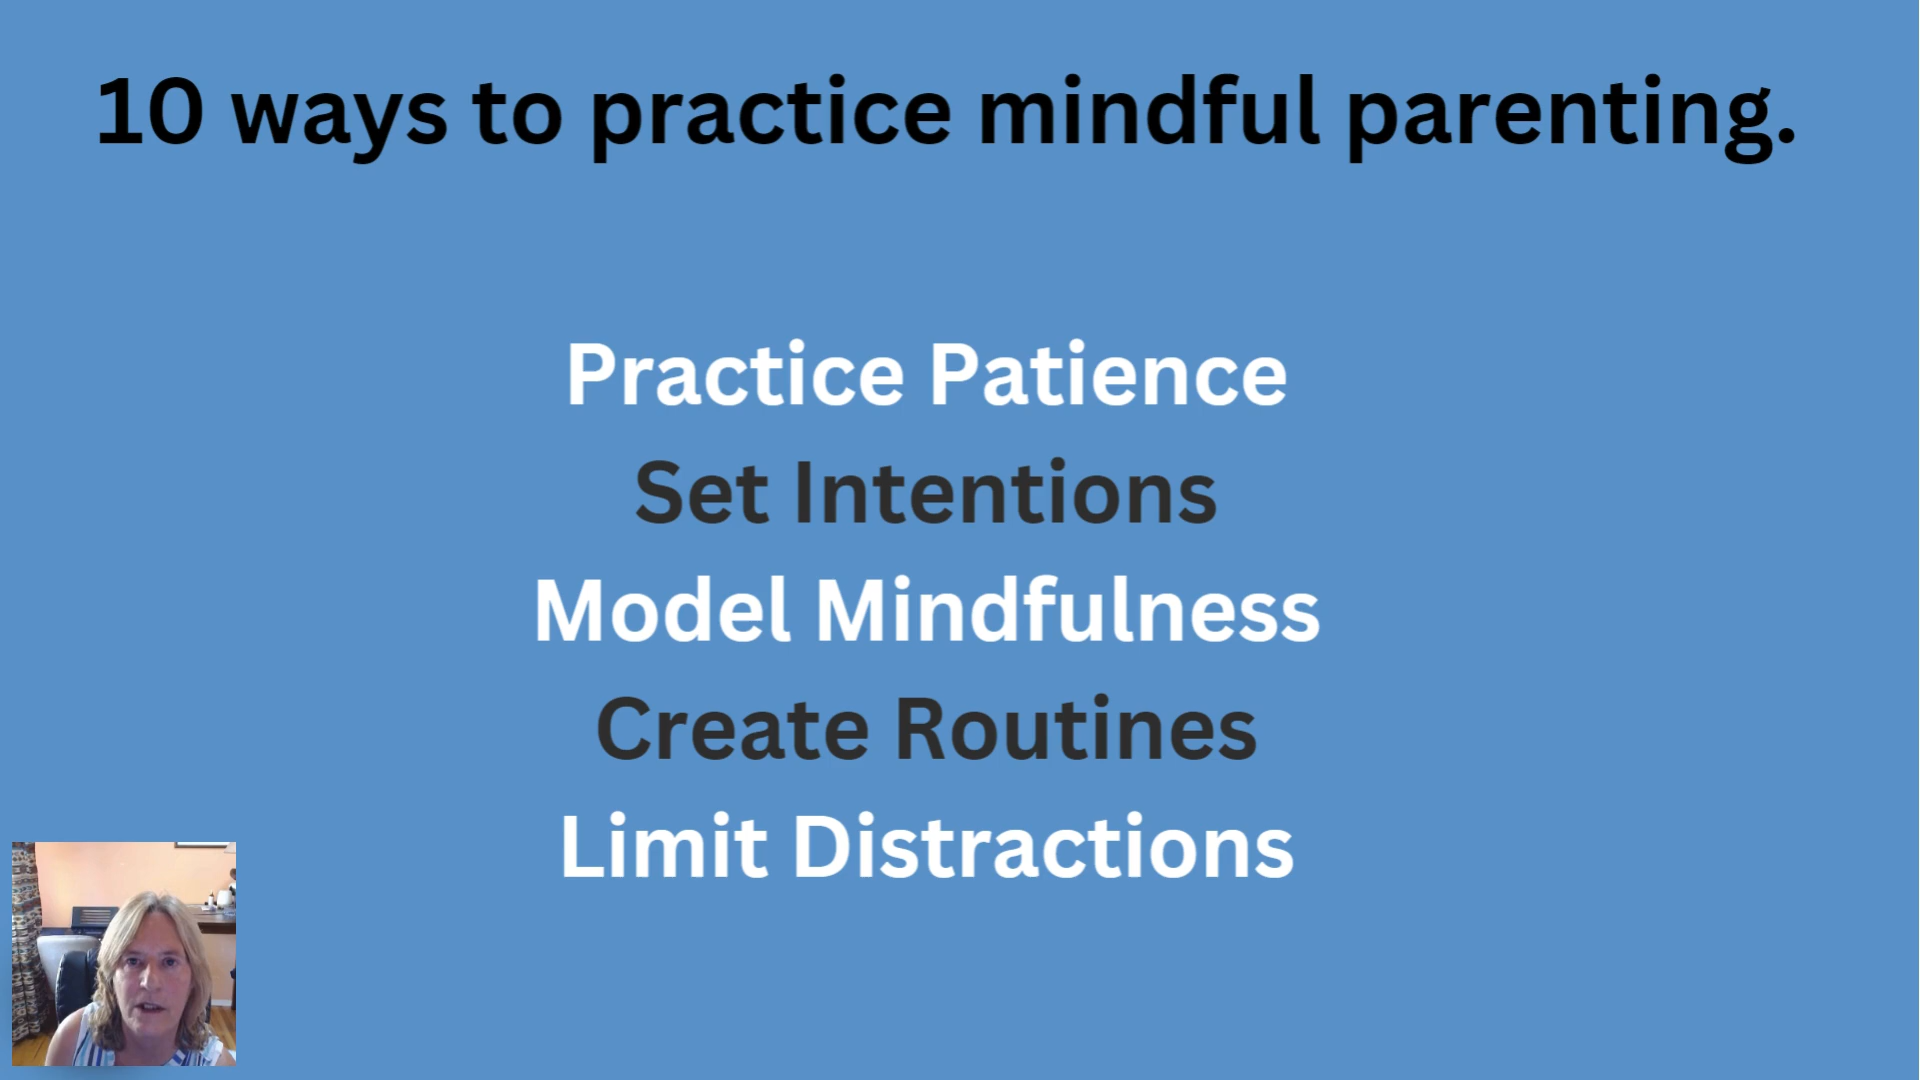 10 ways to practice mindful parenting.
Practice Patience
Set Intentions
Model Mindfulness
Create Routines
Limit Distractions